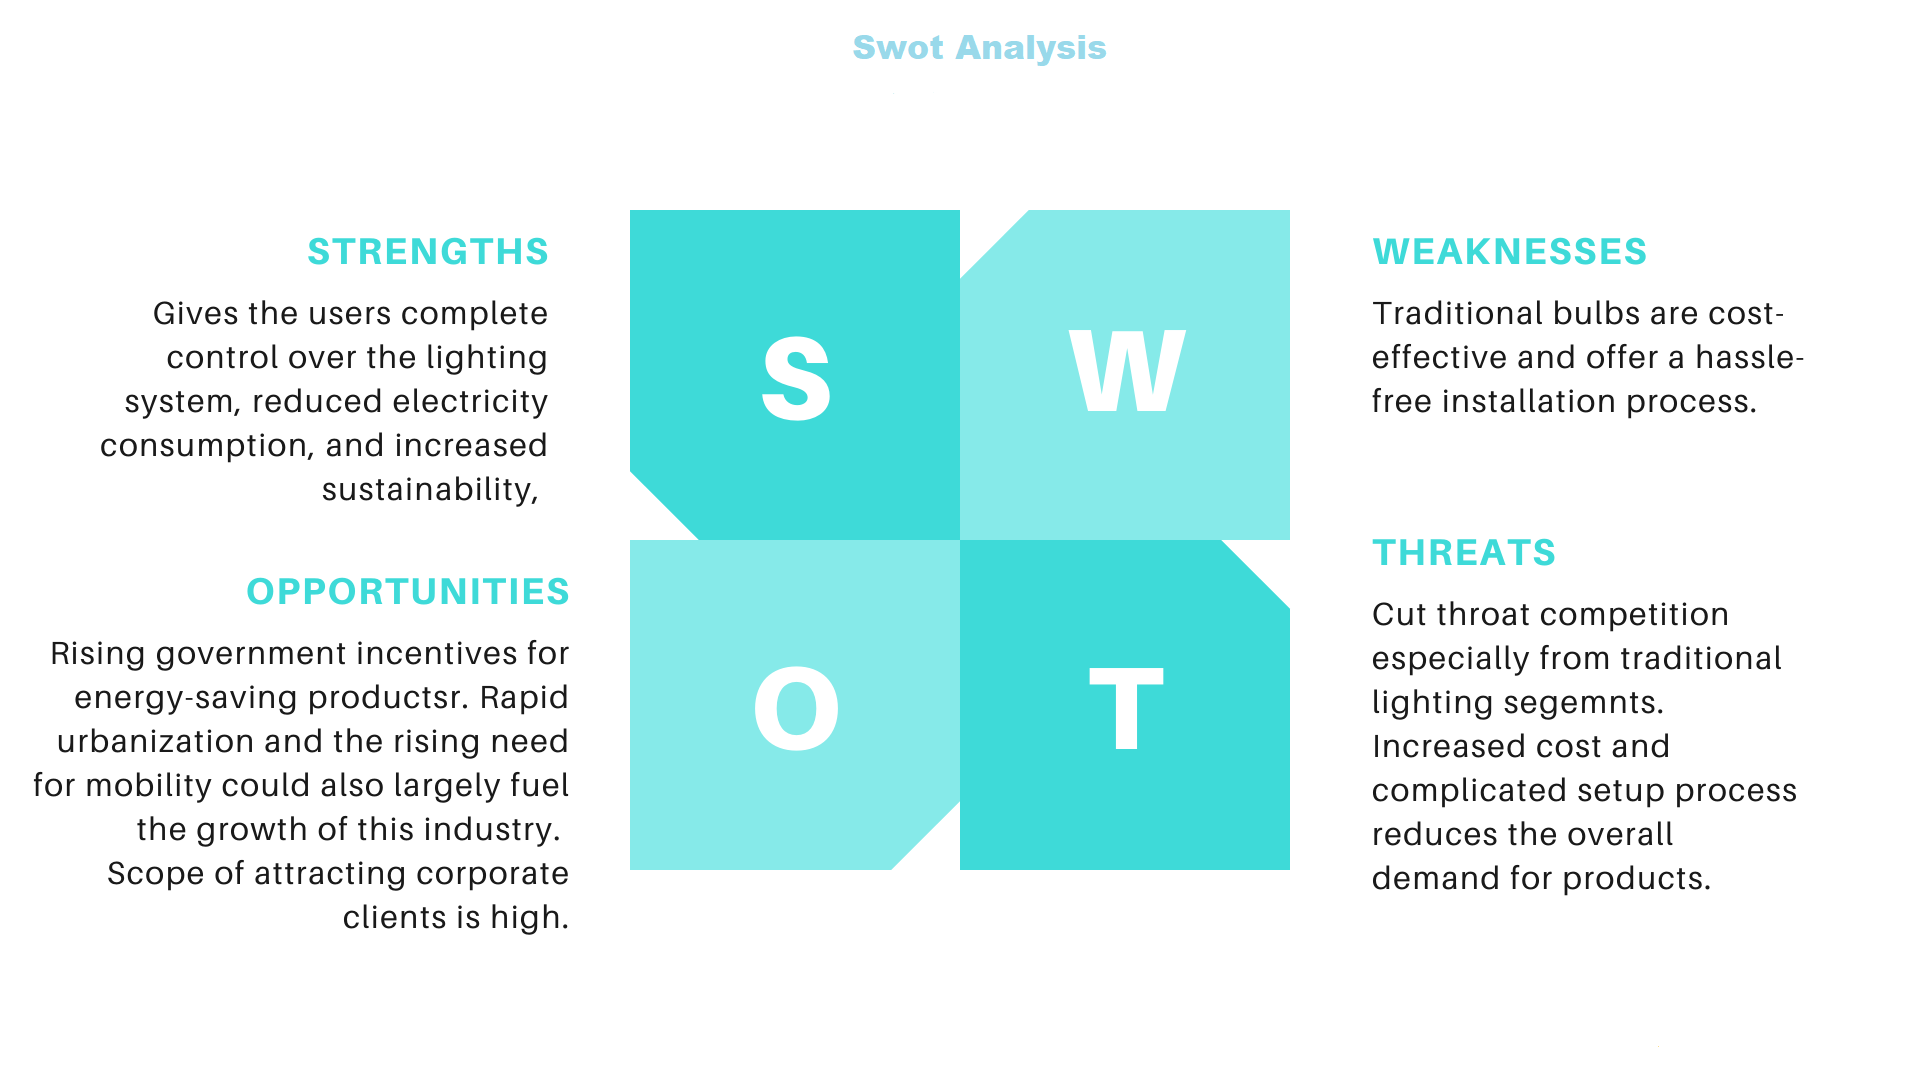 Swot Analysis
STRENGTHS
Gives the users complete
control over the lighting
system, reduced electricity
consumption, and increased
sustainability,
S
W
WEAKNESSES
Traditional bulbs are cost-
effective and offer a hassle-
free installation process.
OPPORTUNITIES
Rising government incentives for
energy-saving productsr. Rapid
urbanization and the rising need
for mobility could also largely fuel
the growth of this industry.
Scope of attracting corporate
clients is high.
O
T
THREATS
Cut throat competition
especially from traditional
lighting segemnts.
Increased cost and
complicated setup process
reduces the overall
demand for products.